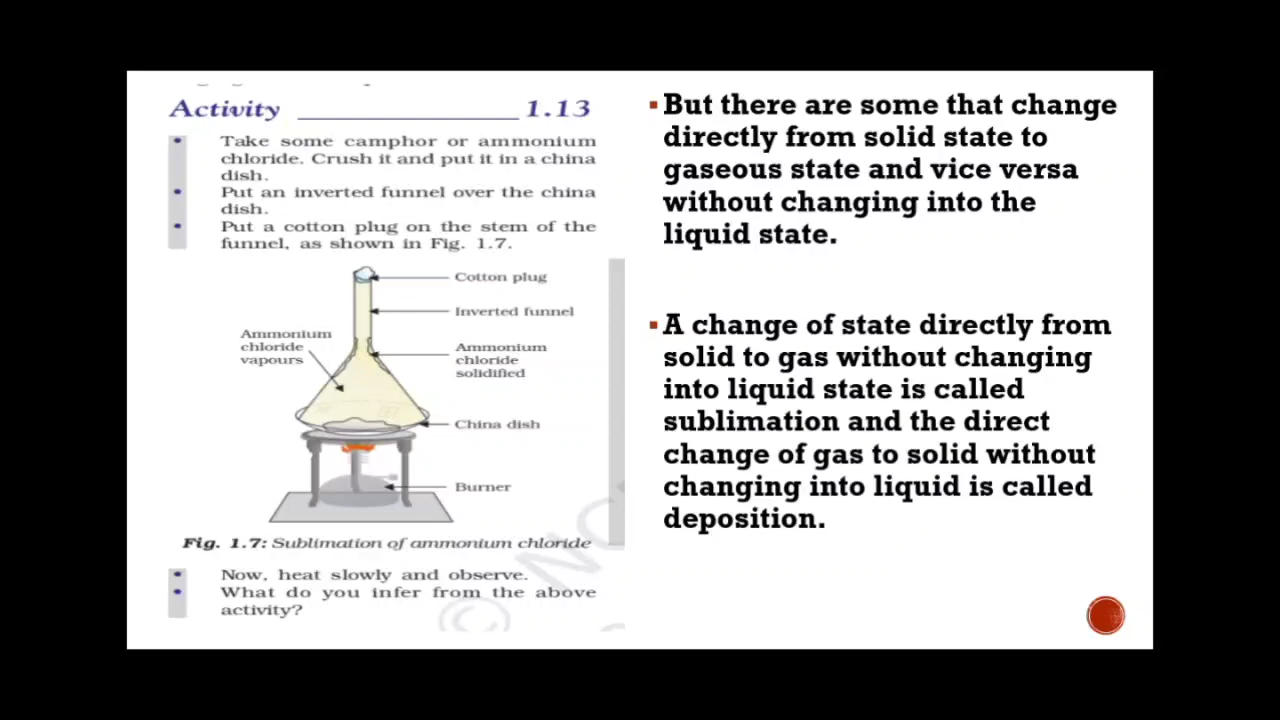 Activity 1.13
• Take some camphor or ammonium
chloride. Crush it and put it in a china
dish.
• Put an inverted funnel over the china
dish.
• Put a cotton plug on the stem of the
funnel, as shown in Fig. 1.7.
Cotton plug
Inverted funnel
Ammonium
chloride
vapours
Ammonium
chloride
solidified
China dish
Burner
Fig. 1.7: Sublimation of ammonium chloride
• Now, heat slowly and observe.
• What do you infer from the above
activity?
▪ But there are some that change
directly from solid state to
gaseous state and vice versa
without changing into the
liquid state.
▪ A change of state directly from
solid to gas without changing
into liquid state is called
sublimation and the direct
change of gas to solid without
changing into liquid is called
deposition.